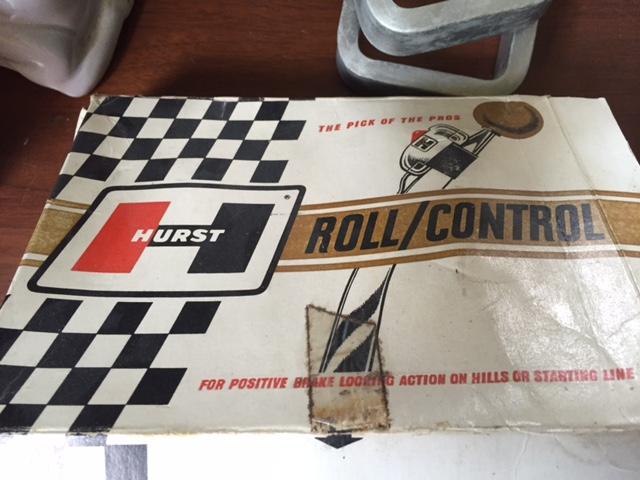 THE PICK OF THE PROS
H
HURST
®
ROLL/CONTROL
FOR POSITIVE BRAKE LOCKING ACTION ON HILLS OR STARTING LINE